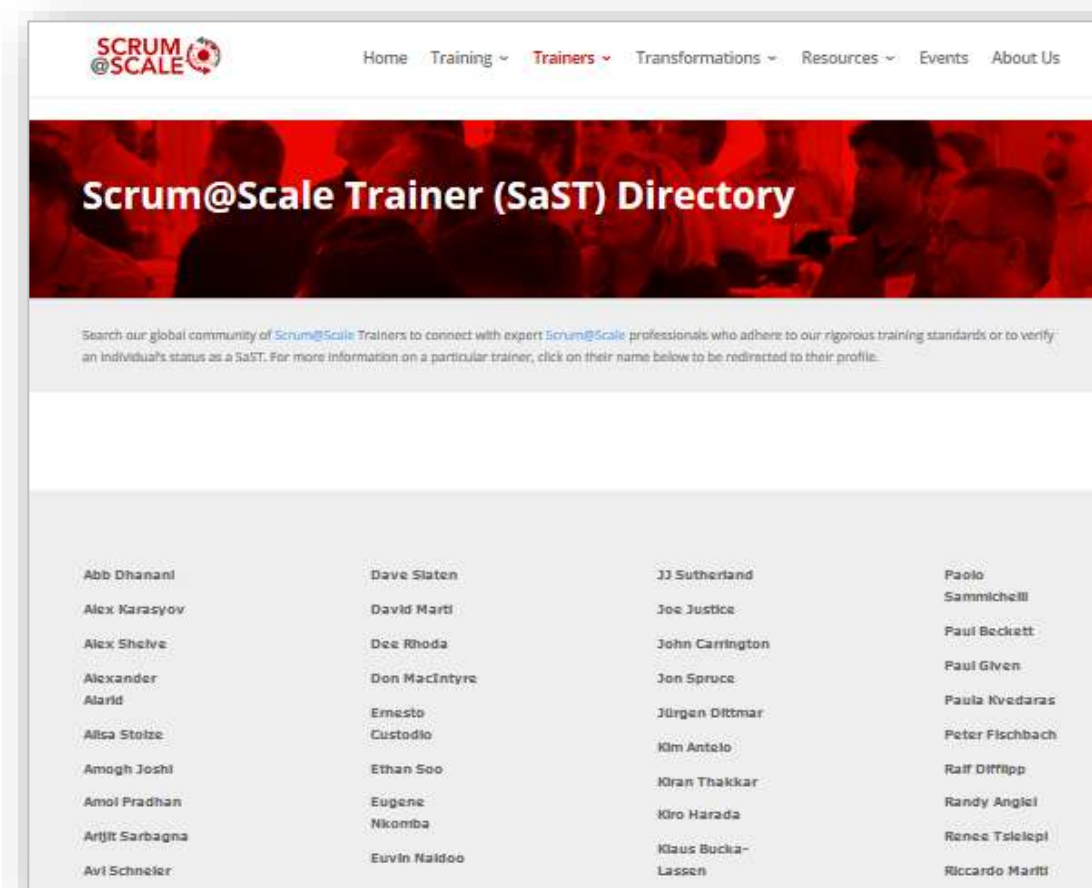 SCRUM
@SCALE
Home Training Trainers Transformations Resources Events About Us
Scrum@Scale Trainer (SaST) Directory
Search our global community of Scrum@Scale Trainers to connect with expert Scrum@Scale professionals who adhere to our rigorous training standards or to verify
an individual's status as a SaST. For more information on a particular trainer, click on their name below to be redirected to their profile.
Abb Dhanani
Alex Karasyov
Alex Sheive
Alexander
Alarid
Alisa Stolze
Amogh Joshi
Amol Pradhan
Arijit Sarbagna
Avi Schneier
Dave Slaten
David Marti
Dee Rhoda
Don MacIntyre
Ernesto
Custodio
Ethan Soo
Eugene
Nkomba
Euvin Naidoo
JJ Sutherland
Joe Justice
John Carrington
Jon Spruce
Jürgen Dittmar
Kim Antelo
Kiran Thakkar
Kiro Harada
Klaus Bucka-
Lassen
Paolo
Sammichelli
Paul Beckett
Paul Given
Paula Kvedaras
Peter Fischbach
Ralf Difflipp
Randy Angiel
Renee Tsielepi
Riccardo Mariti